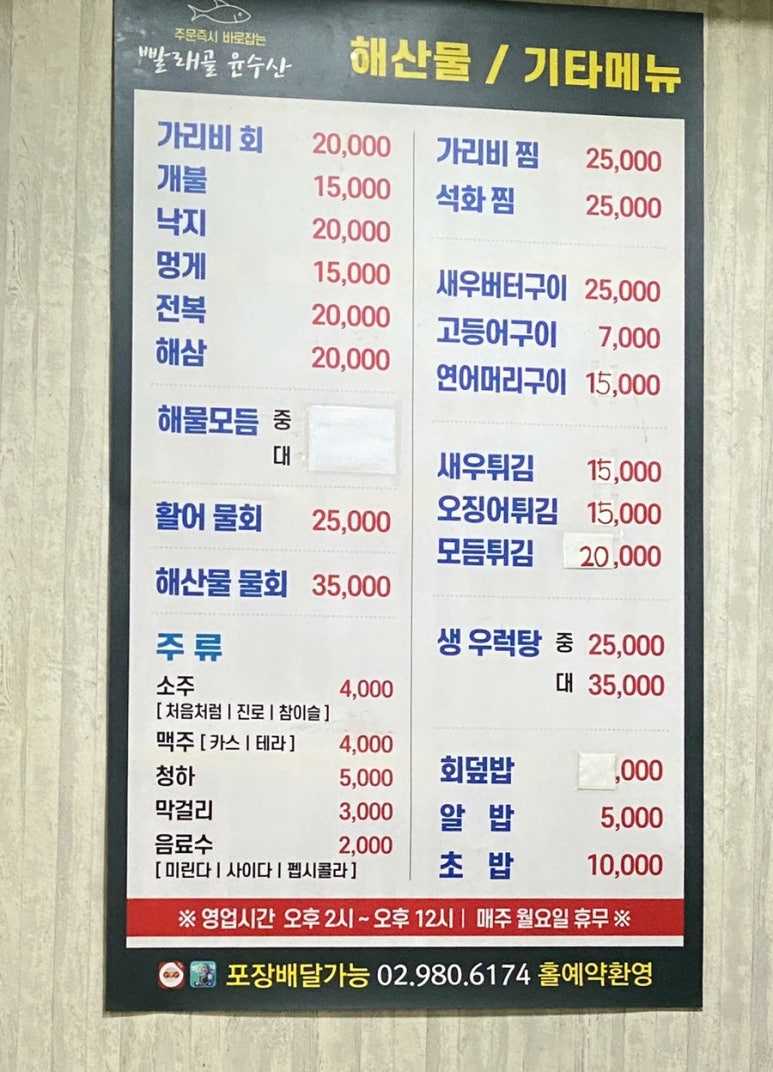 주문즉시 바로잡는
빨래골 윤수산
해산물 / 기타메뉴
가리비 회 20,000
개불 15,000
낙지 20,000
멍게 15,000
전복 20,000
해삼 20,000
해물모듬 중
대
활어 물회 25,000
해산물 물회 35,000
주 류
소주 4,000
[ 처음처럼 | 진로 | 참이슬 ]
맥주 [ 카스 | 테라 ] 4,000
청하 5,000
막걸리 3,000
음료수 2,000
[ 미린다 | 사이다 | 펩시콜라 ]
가리비 찜 25,000
석화 찜 25,000
새우버터구이 25,000
고등어구이 7,000
연어머리구이 15,000
새우튀김 15,000
오징어튀김 15,000
모듬튀김 20,000
생 우럭탕 중 25,000
대 35,000
회덮밥 ,000
알 밥 5,000
초 밥 10,000
※ 영업시간 오후 2시 ~ 오후 12시 | 매주 월요일 휴무 ※
포장배달가능 02.980.6174 홀예약환영